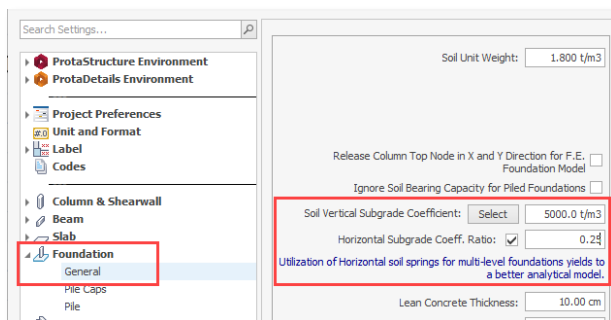 Search Settings...
ProtaStructure Environment
ProtaDetails Environment
Project Preferences
#.0 Unit and Format
Label
Codes
Column & Shearwall
Beam
Slab
Foundation
General
Pile Caps
Pile
Soil Unit Weight: 1.800 t/m3
Release Column Top Node in X and Y Direction for F.E.
Foundation Model
Ignore Soil Bearing Capacity for Piled Foundations
Soil Vertical Subgrade Coefficient: Select 5000.0 t/m3
Horizontal Subgrade Coeff. Ratio: 0.25
Utilization of Horizontal soil springs for multi-level foundations yields to
a better analytical model.
Lean Concrete Thickness: 10.00 cm